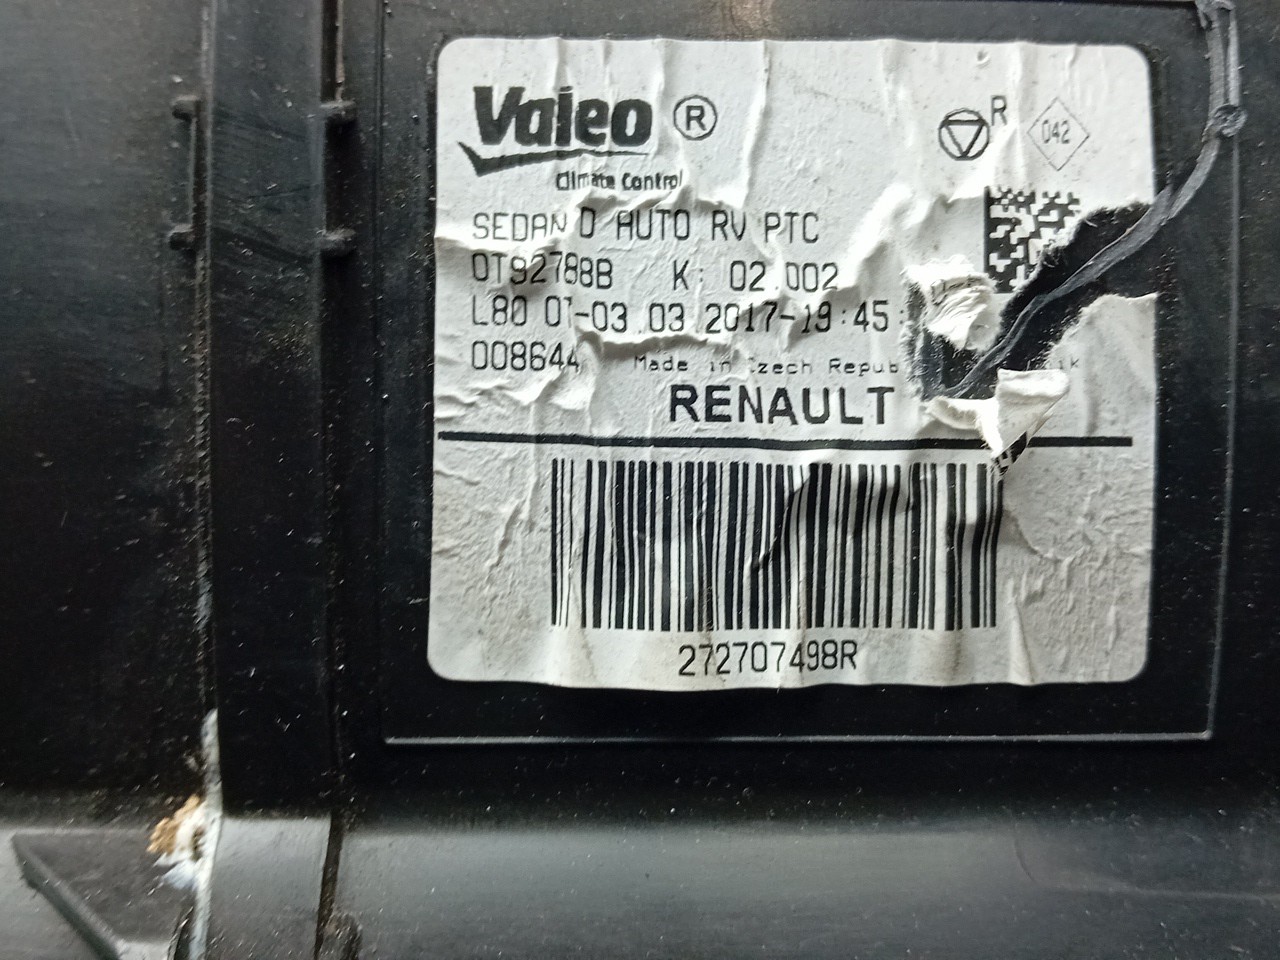 Valeo ®
R
042
Climate Control
SEDAN D AUTO RV PTC
0T92788B K: 02.002
L80 01-03.03.2017-19:45:
008644 Made in Czech Repub
RENAULT
272707498R